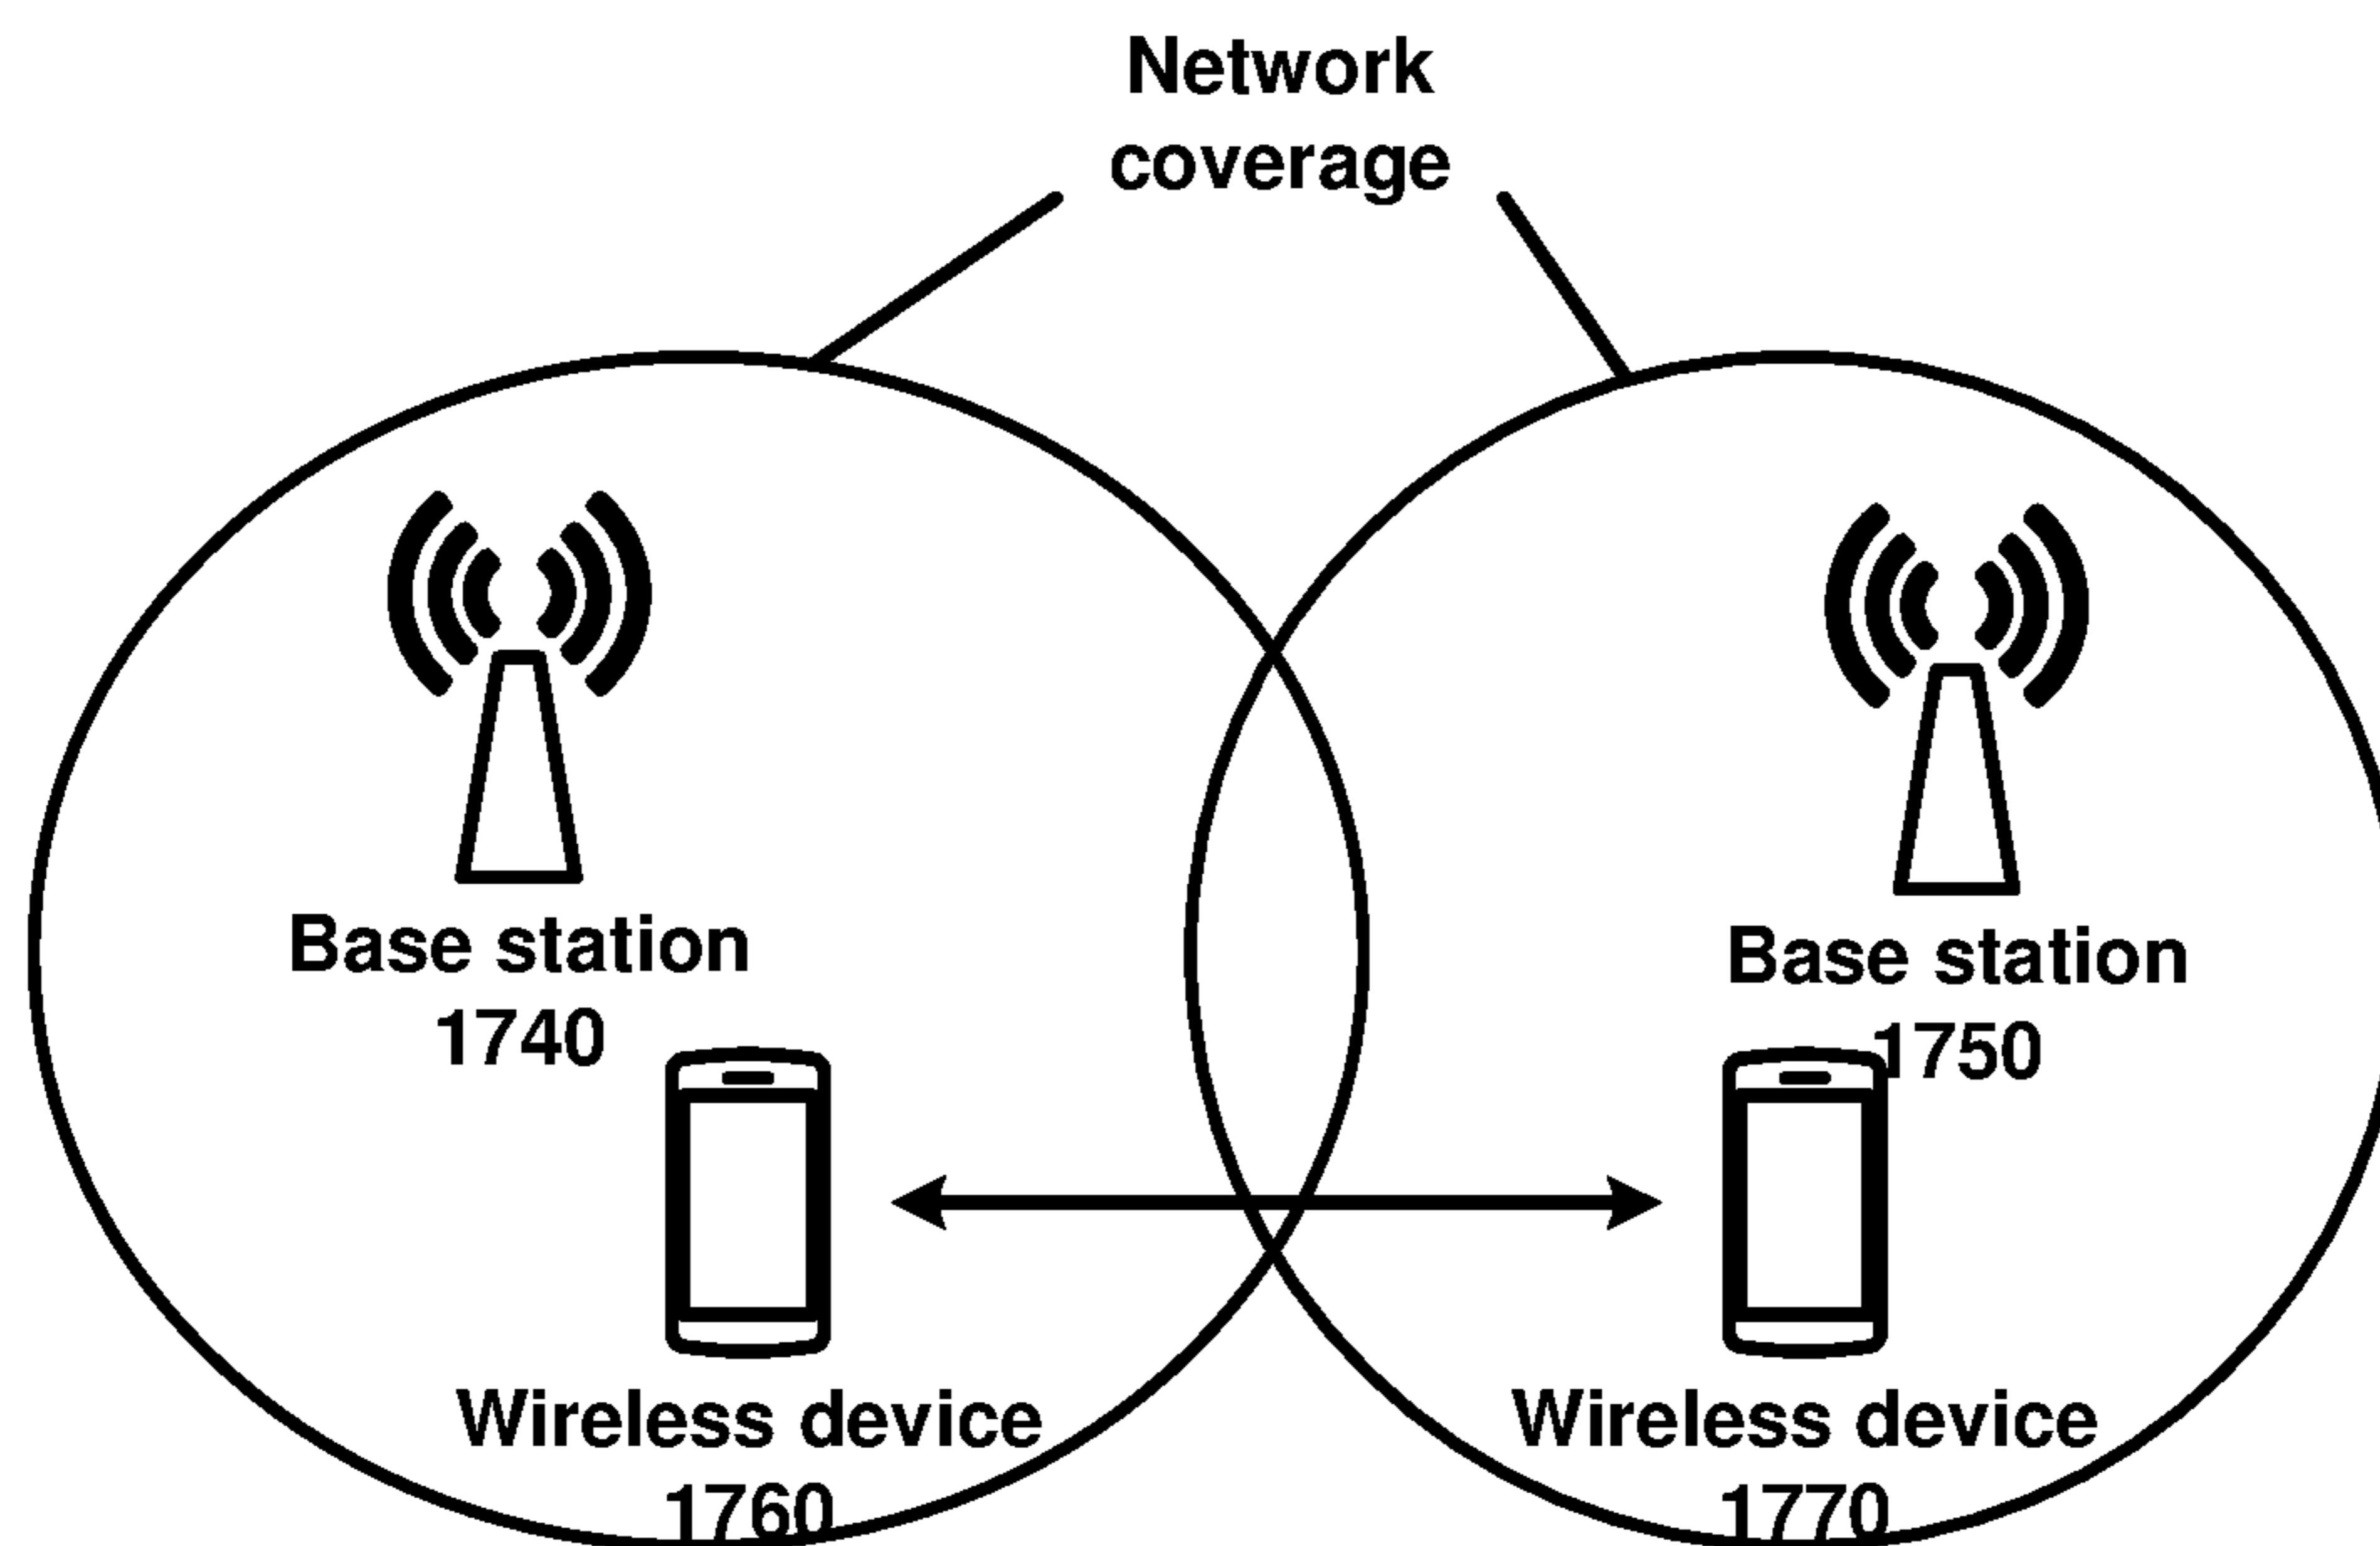 Network
coverage
Base station
1740
Base station
1750
Wireless device
1760
Wireless device
1770